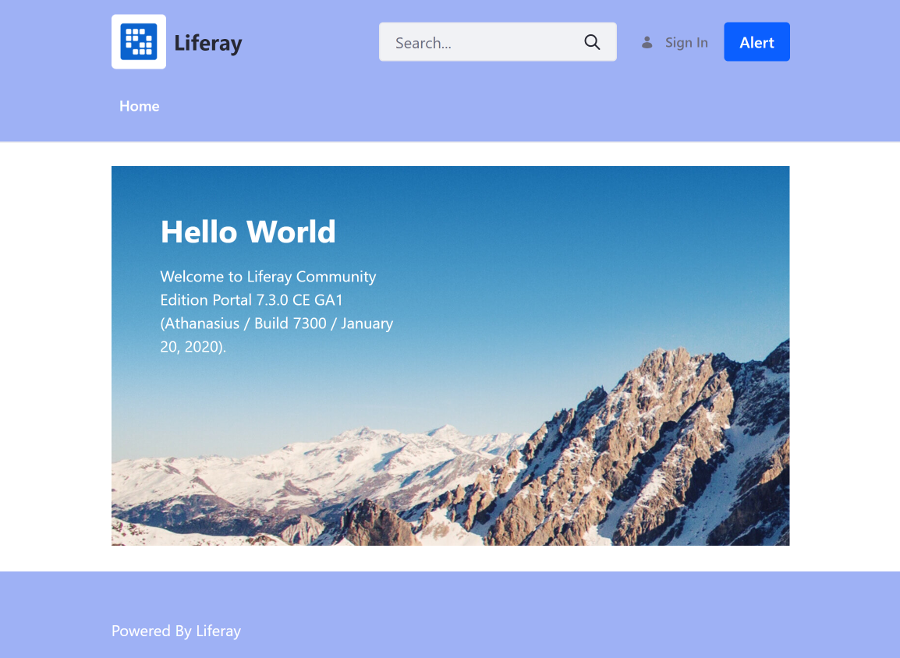 Liferay
Search...
Sign In
Alert
Home
Hello World
Welcome to Liferay Community
Edition Portal 7.3.0 CE GA1
(Athanasius / Build 7300 / January
20, 2020).
Powered By Liferay